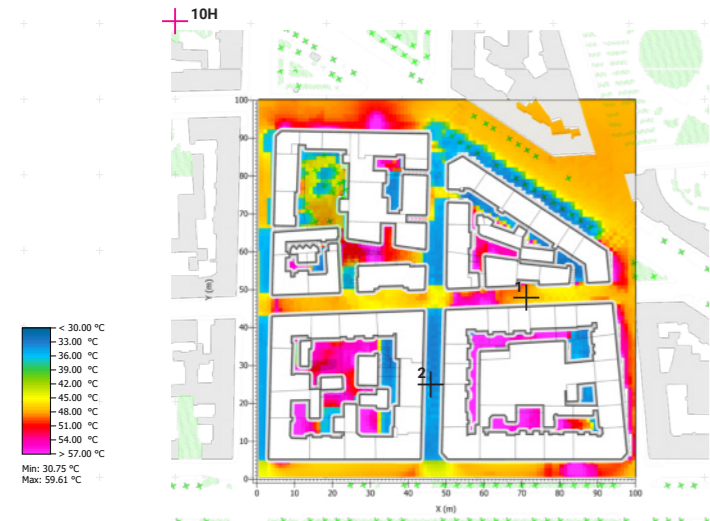 10H
100
90
80
70
60
50
40
30
20
10
0
Y (m)
0 10 20 30 40 50 60 70 80 90 100
X (m)
1
2
< 30.00 °C
33.00 °C
36.00 °C
39.00 °C
42.00 °C
45.00 °C
48.00 °C
51.00 °C
54.00 °C
> 57.00 °C
Min: 30.75 °C
Max: 59.61 °C